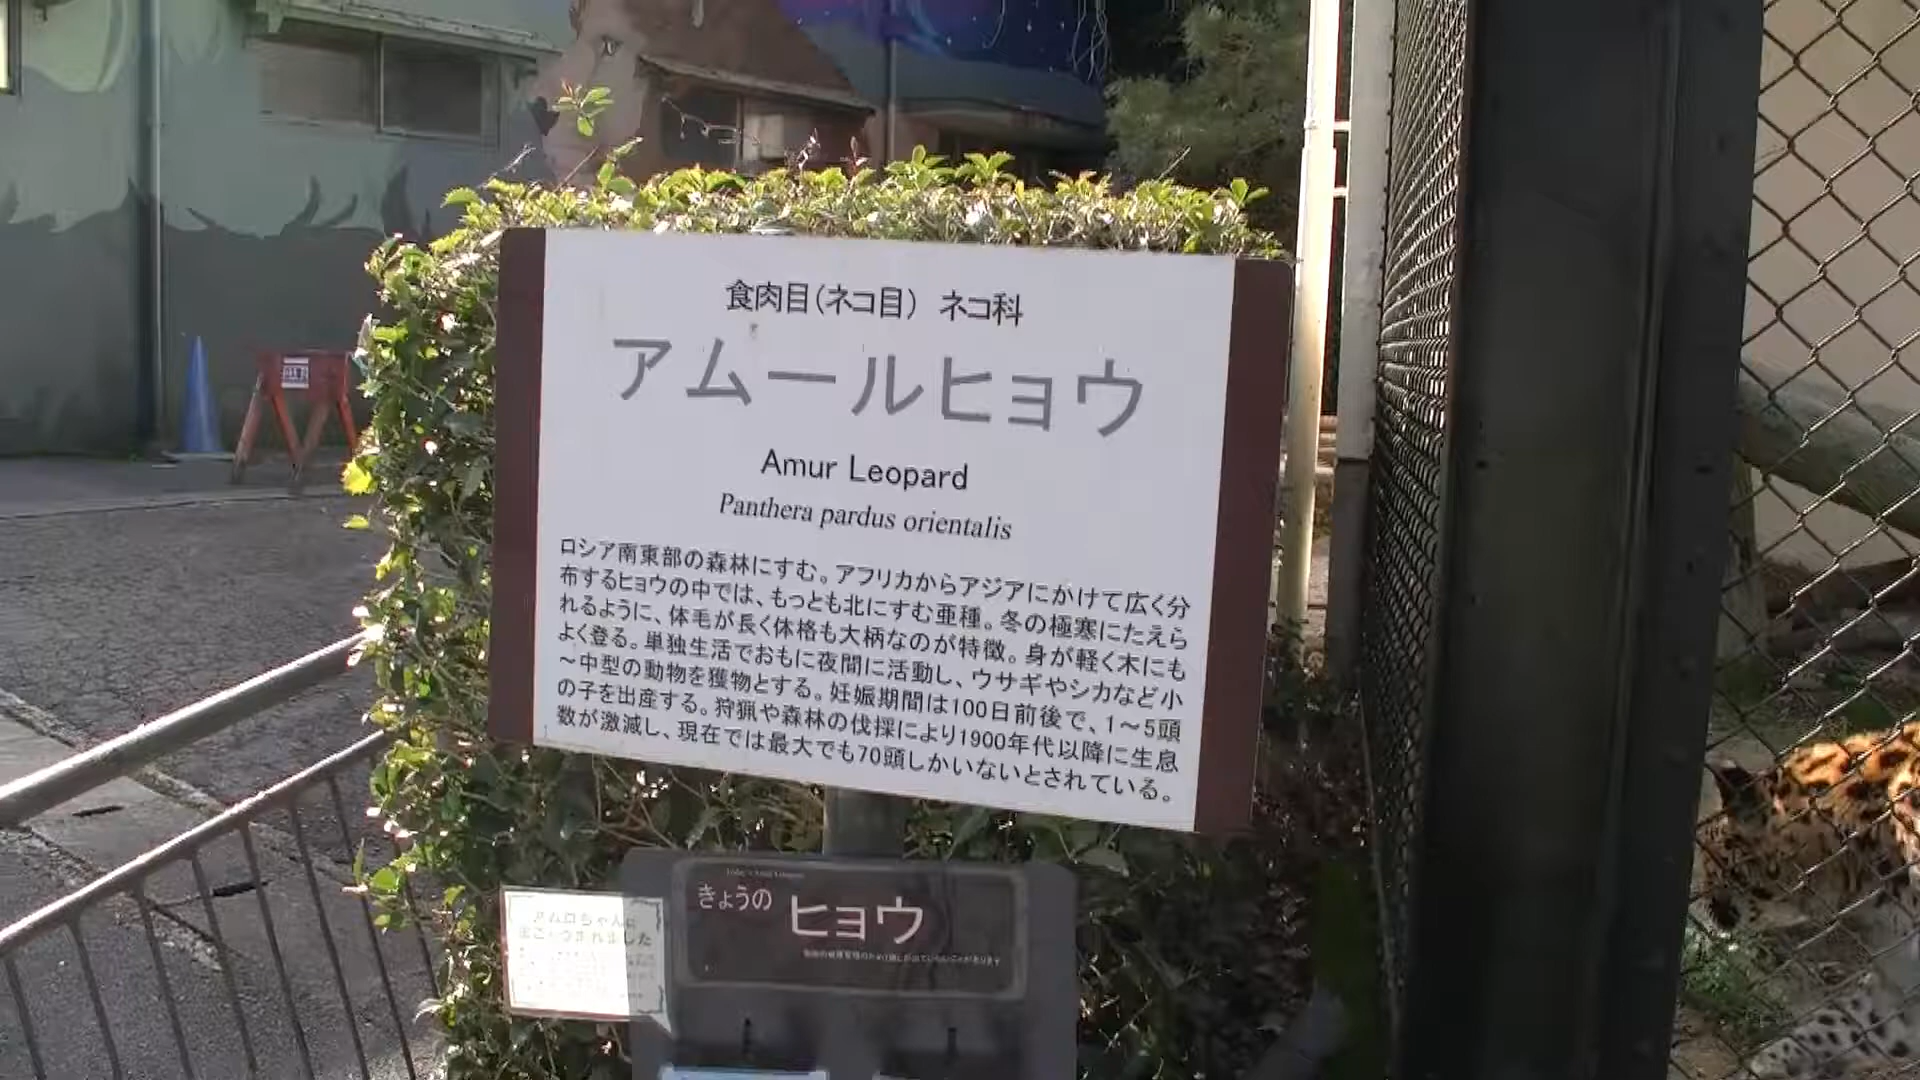 食肉目(ネコ目) ネコ科
アムールヒョウ
Amur Leopard
Panthera pardus orientalis
ロシア南東部の森林にすむ。アフリカからアジアにかけて広く分
布するヒョウの中では、もっとも北にすむ亜種。冬の極寒にたえら
れるように、体毛が長く体格も大柄なのが特徴。身が軽く木にも
よく登る。単独生活でおもに夜間に活動し、ウサギやシカなど小
～中型の動物を獲物とする。妊娠期間は100日前後で、1～5頭
の子を出産する。狩猟や森林の伐採により1900年代以降に生息
数が激減し、現在では最大でも70頭しかいないとされている。
きょうの
ヒョウ